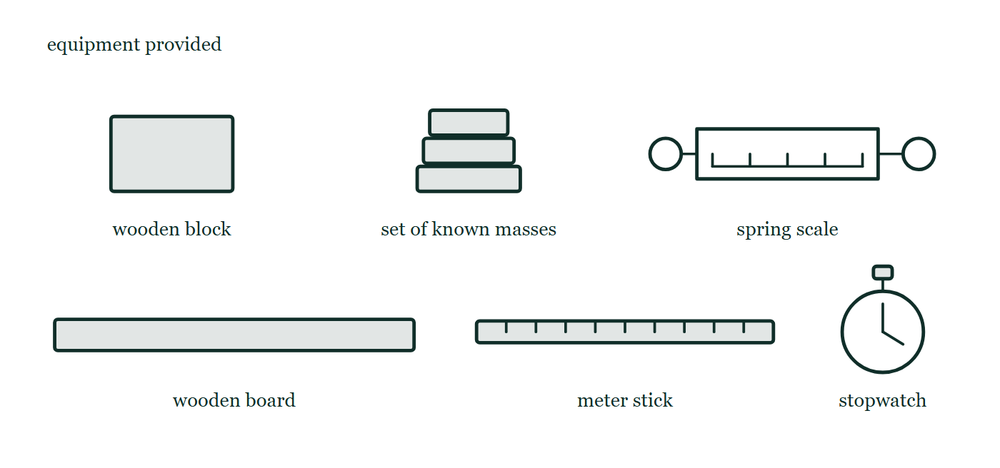 equipment provided
wooden block
set of known masses
spring scale
wooden board
meter stick
stopwatch